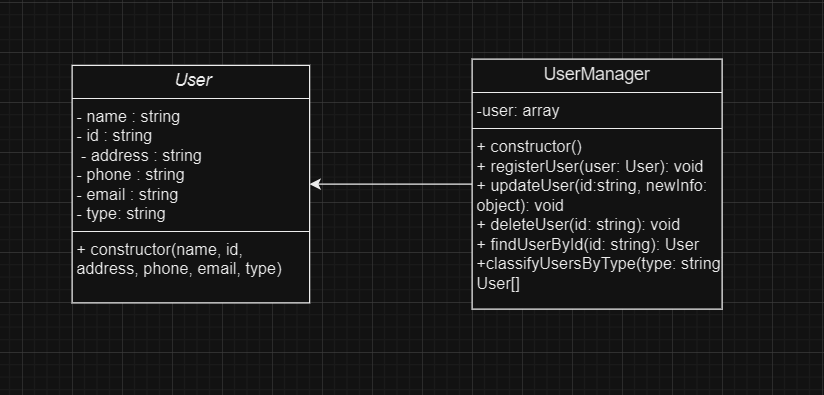 User
- name : string
- id : string
- address : string
- phone : string
- email : string
- type: string
+ constructor(name, id,
address, phone, email, type)
UserManager
-user: array
+ constructor()
+ registerUser(user: User): void
+ updateUser(id:string, newInfo:
object): void
+ deleteUser(id: string): void
+ findUserById(id: string): User
+classifyUsersByType(type: string
User[]